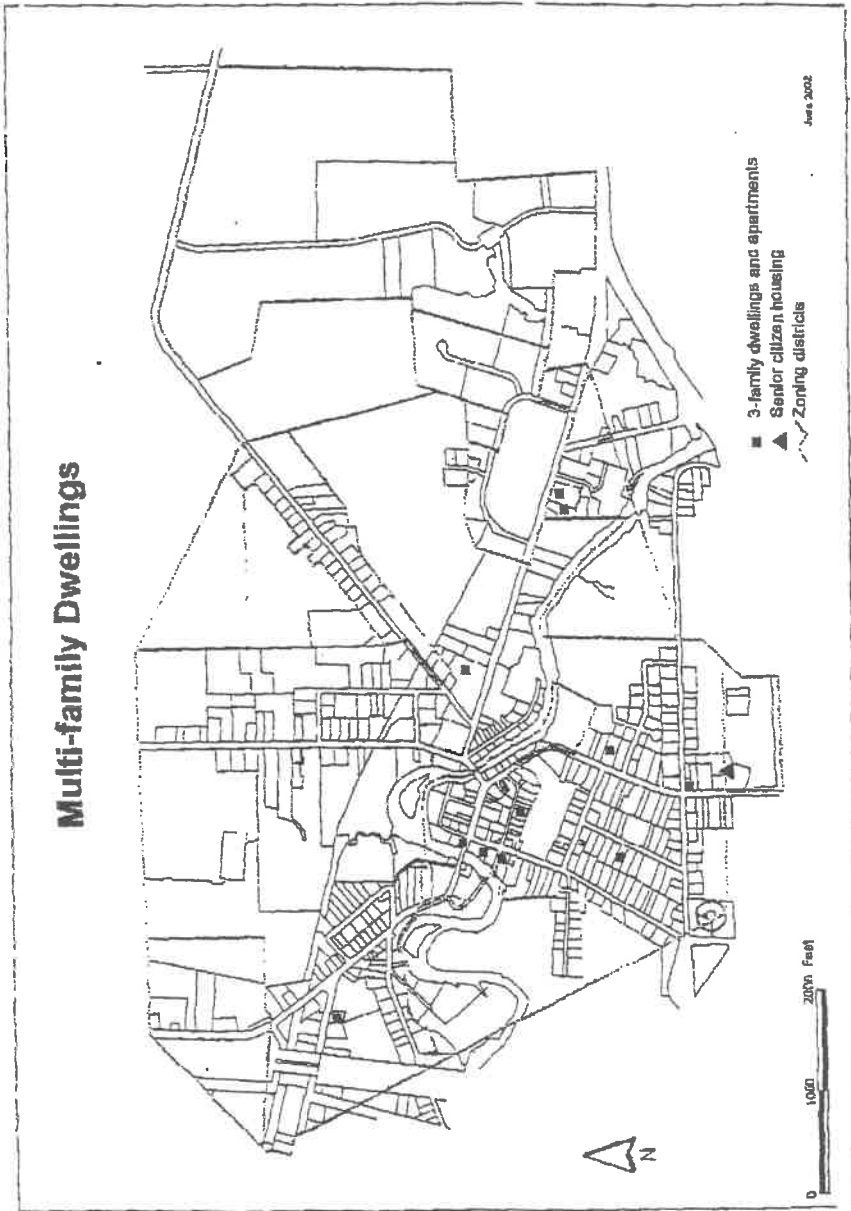 Multi-family Dwellings
3-family dwellings and apartments
Senior citizen housing
Zoning districts
June 2002
0 1000 2000 Feet
N